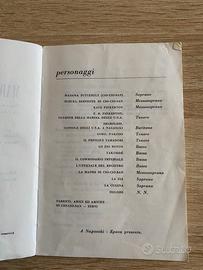 personaggi
MADAMA BUTTERFLY (CIO-CIO-SAN) Soprano
SUZUKI, SERVENTE DI CIO-CIO-SAN Mezzosoprano
KATE PINKERTON Mezzosoprano
F. B. PINKERTON,
TENENTE DELLA MARINA DEGLI U.S.A. Tenore
SHARPLESS,
CONSOLE DEGLI U.S.A. A NAGASAKI Baritono
GORO, NAKODO Tenore
IL PRINCIPE YAMADORI Tenore
LO ZIO BONZO Basso
YAKUSIDÉ Basso
IL COMMISSARIO IMPERIALE Basso
L'UFFICIALE DEL REGISTRO Basso
LA MADRE DI CIO-CIO-SAN Mezzosoprano
LA ZIA Soprano
LA CUGINA Soprano
DOLORE N. N.
PARENTI, AMICI ED AMICHE
DI CIO-CIO-SAN - SERVI
A Nagasaki - Epoca presente.